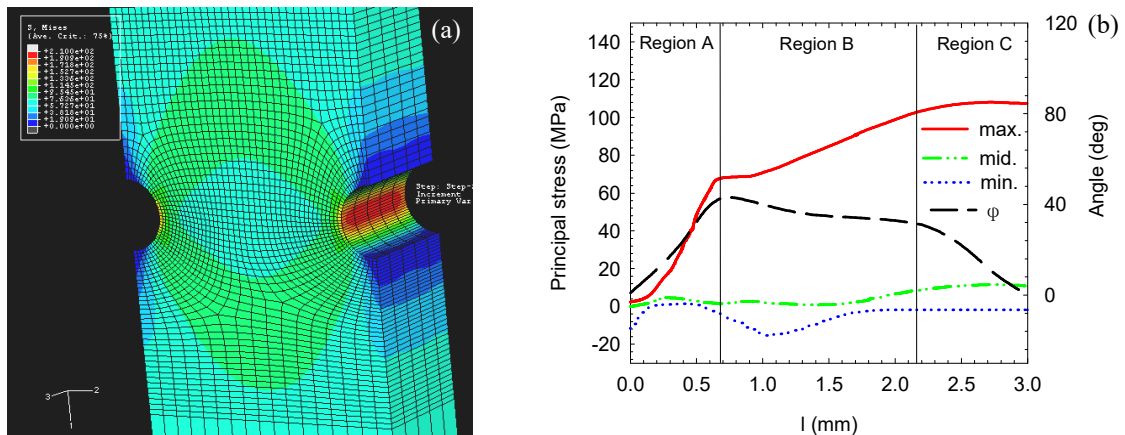 S, Mises
(Ave. Crit.: 75%)
+2.100e+02
+1.909e+02
+1.718e+02
+1.527e+02
+1.336e+02
+1.145e+02
+9.545e+01
+7.636e+01
+5.727e+01
+3.818e+01
+1.909e+01
+0.000e+00
(a)
Step: Step-
Increment
Primary Var
3
2
1
(b)
Region A
Region B
Region C
Principal stress (MPa)
140
120
100
80
60
40
20
0
-20
0.0 0.5 1.0 1.5 2.0 2.5 3.0
l (mm)
max.
mid.
min.
φ
120
80
40
0
Angle (deg)